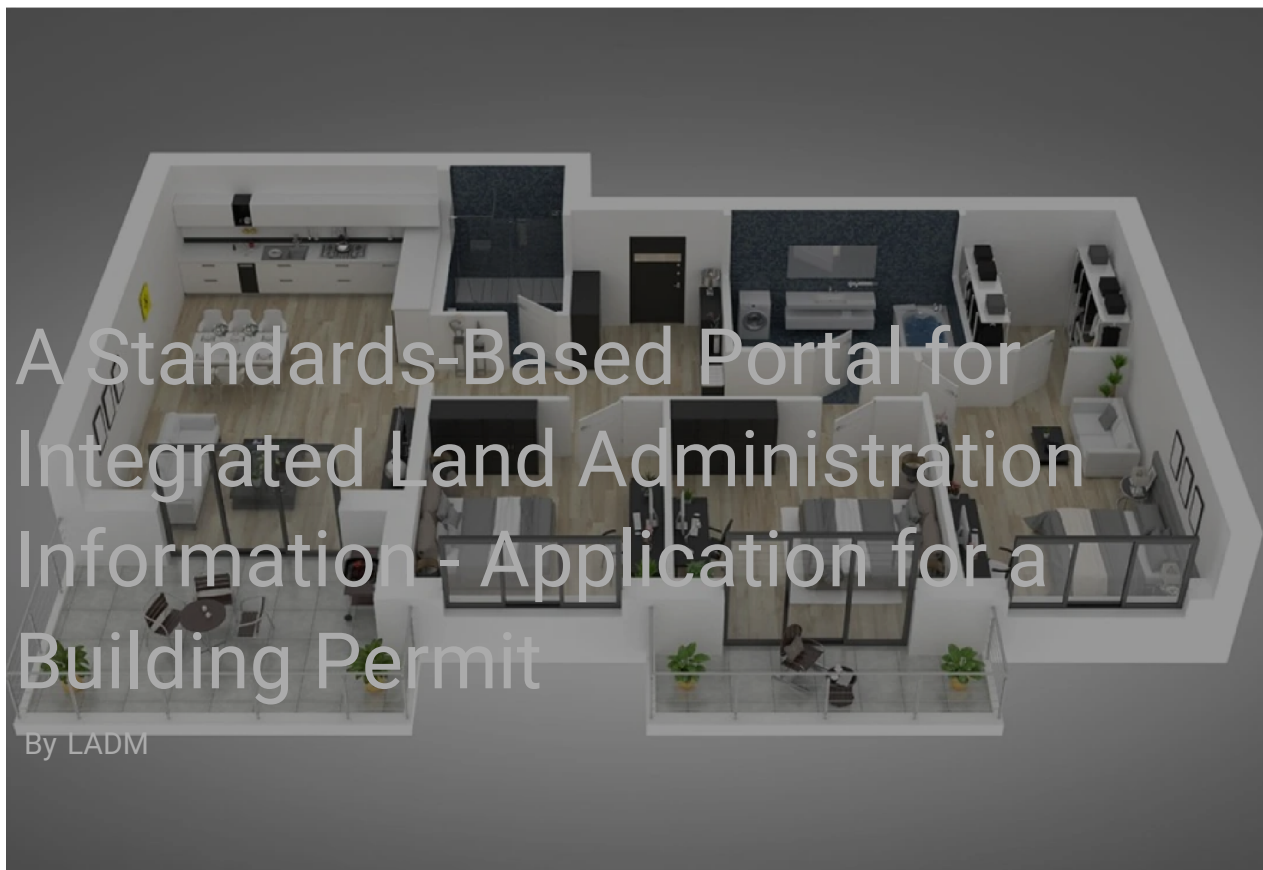 A Standards-Based Portal for
Integrated Land Administration
Information - Application for a
Building Permit
By LADM